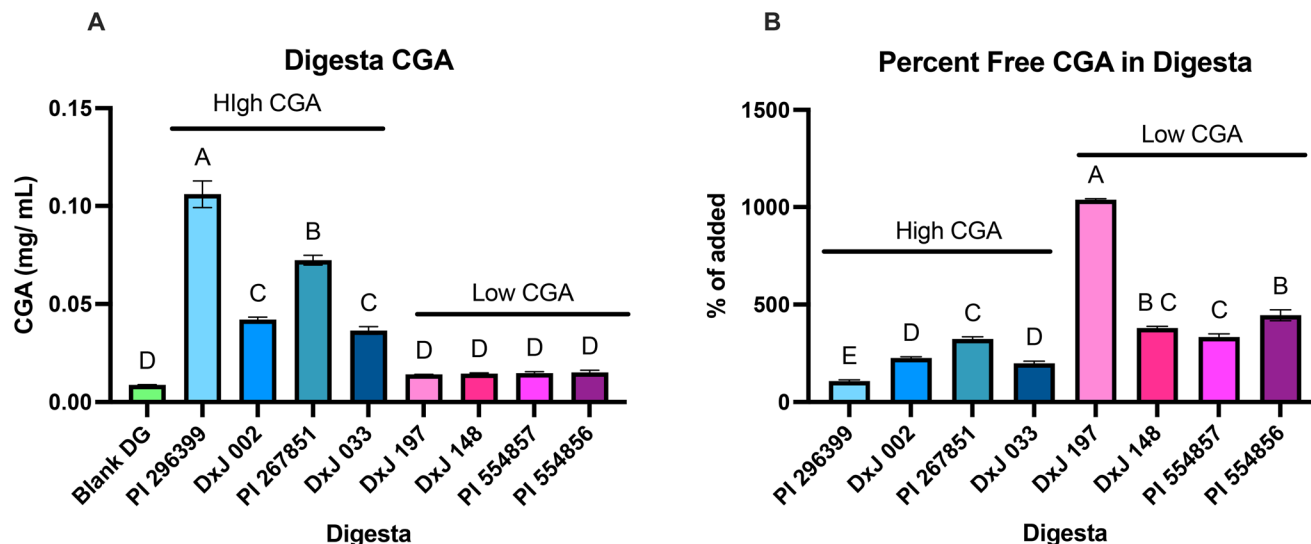 A
Digesta CGA
HIgh CGA
Low CGA
CGA (mg/ mL)
0.15
0.10
0.05
0.00
D
A
C
B
C
D
D
D
D
Blank DG
PI 296399
DxJ 002
PI 267851
DxJ 033
DxJ 197
DxJ 148
PI 554857
PI 554856
Digesta
B
Percent Free CGA in Digesta
High CGA
Low CGA
% of added
1500
1000
500
0
E
D
C
D
A
B C
C
B
PI 296399
DxJ 002
PI 267851
DxJ 033
DxJ 197
DxJ 148
PI 554857
PI 554856
Digesta